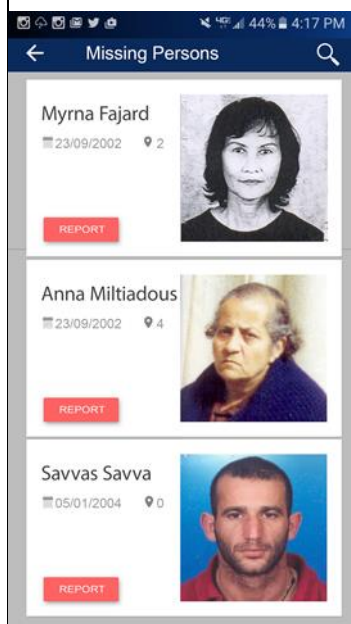 44% 4:17 PM
Missing Persons
Myrna Fajard
23/09/2002 2
REPORT
Anna Miltiadous
23/09/2002 4
REPORT
Savvas Savva
05/01/2004 0
REPORT